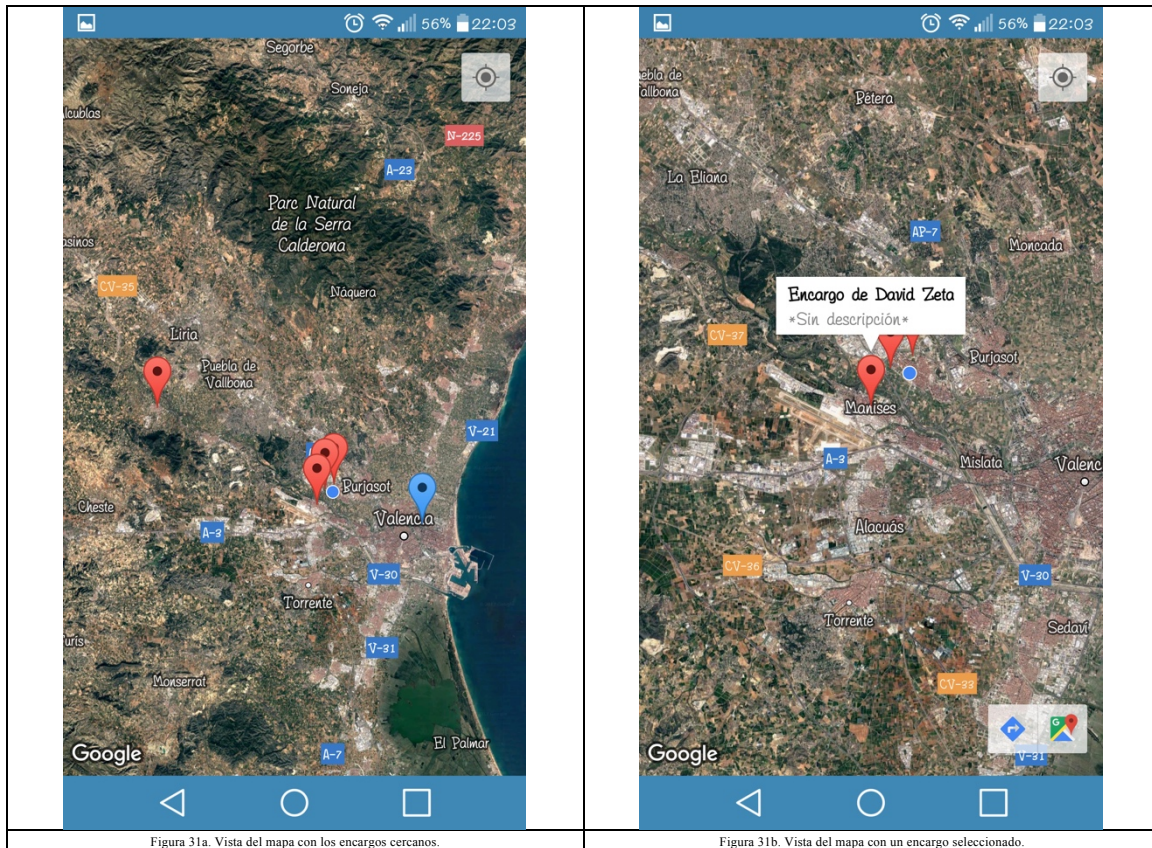 56% 22:03
Segorbe
Soneja
Alcublas
N-225
A-23
Parc Natural
de la Serra
Calderona
CV-35
Náquera
Liria
Puebla de
Vallbona
V-21
Burjasot
Cheste
Valencia
A-3
V-30
Torrente
V-31
Monserrat
El Palmar
A-7
Google
Figura 31a. Vista del mapa con los encargos cercanos.
56% 22:03
uebla de
allbona
Bétera
La Eliana
AP-7
Moncada
Encargo de David Zeta
*Sin descripción*
CV-37
Burjasot
Manises
A-3
Mislata
Valenc
Alacuás
CV-36
V-30
Torrente
Sedaví
CV-33
Google
V-31
Figura 31b. Vista del mapa con un encargo seleccionado.